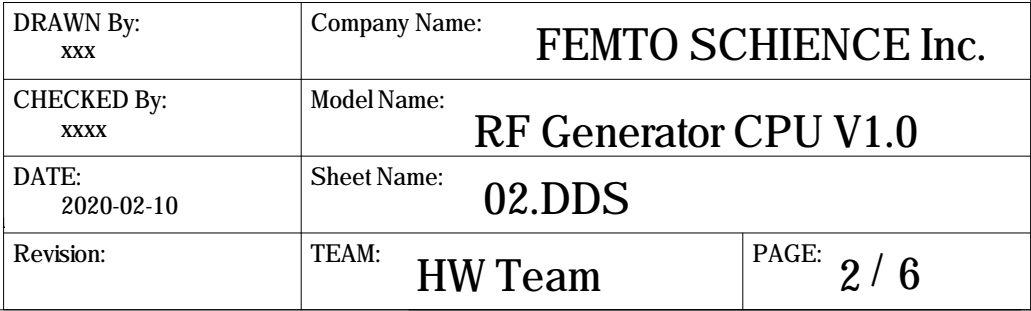 DRAWN By:
xxx
Company Name:
FEMTO SCHIENCE Inc.
CHECKED By:
xxxx
Model Name:
RF Generator CPU V1.0
DATE:
2020-02-10
Sheet Name:
02.DDS
Revision:
TEAM:
HW Team
PAGE:
2 / 6